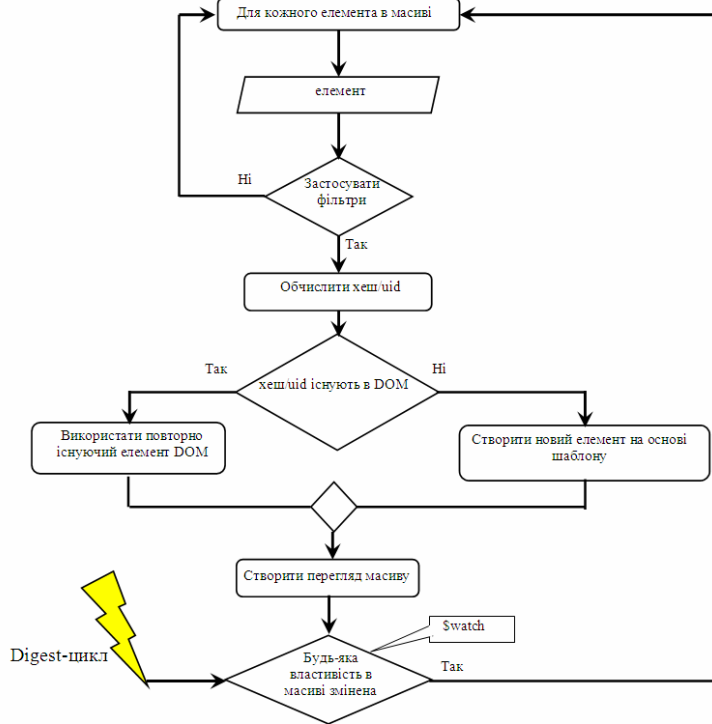 Для кожного елемента в масиві
елемент
Ні
Застосувати
фільтри
Так
Обчислити хеш/uid
Так
Ні
хеш/uid існують в DOM
Використати повторно
існуючий елемент DOM
Створити новий елемент на основі
шаблону
Створити перегляд масиву
$watch
Digest-цикл
Будь-яка
властивість в
масиві змінена
Так